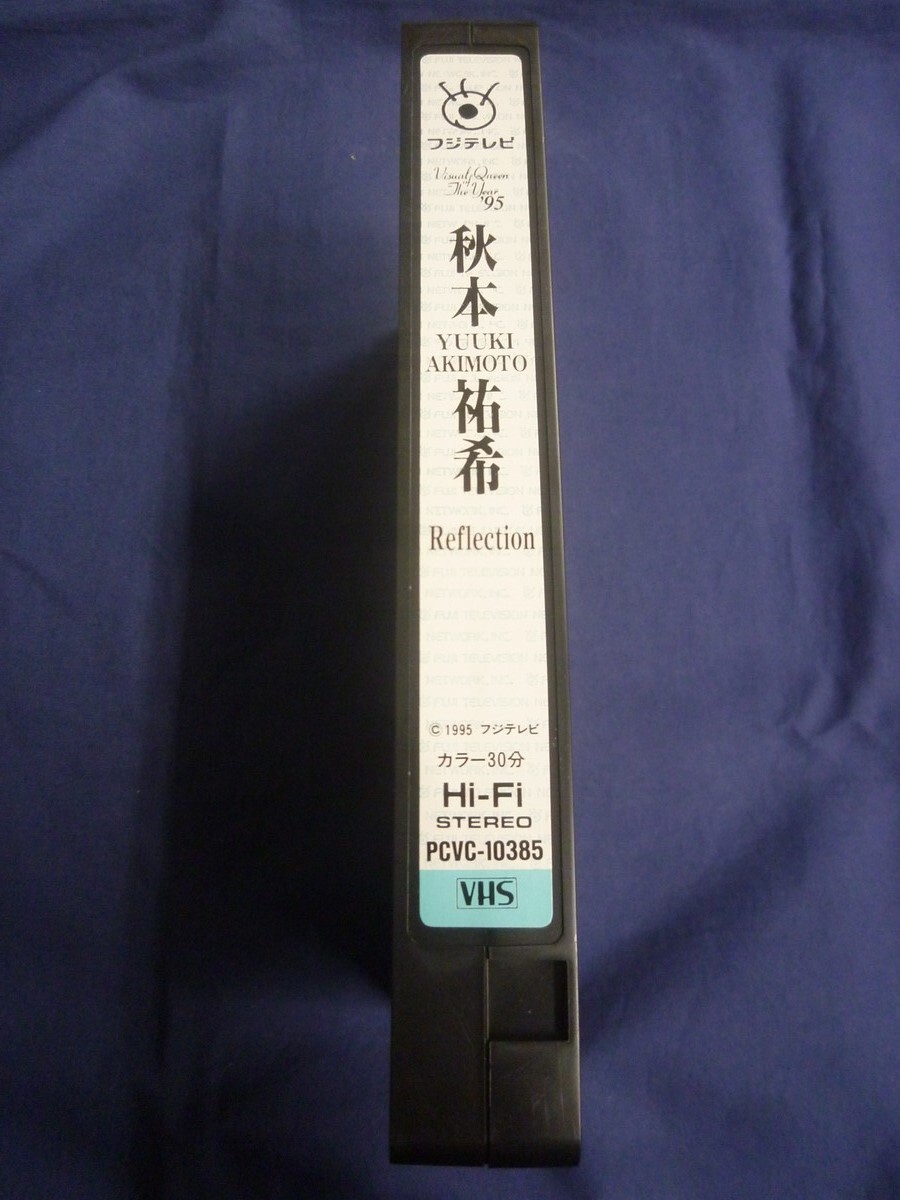 フジテレビ
Visual Queen
of
The Year
'95
秋本
YUUKI
AKIMOTO
祐希
Reflection
© 1995 フジテレビ
カラー30分
Hi-Fi
STEREO
PCVC-10385
VHS